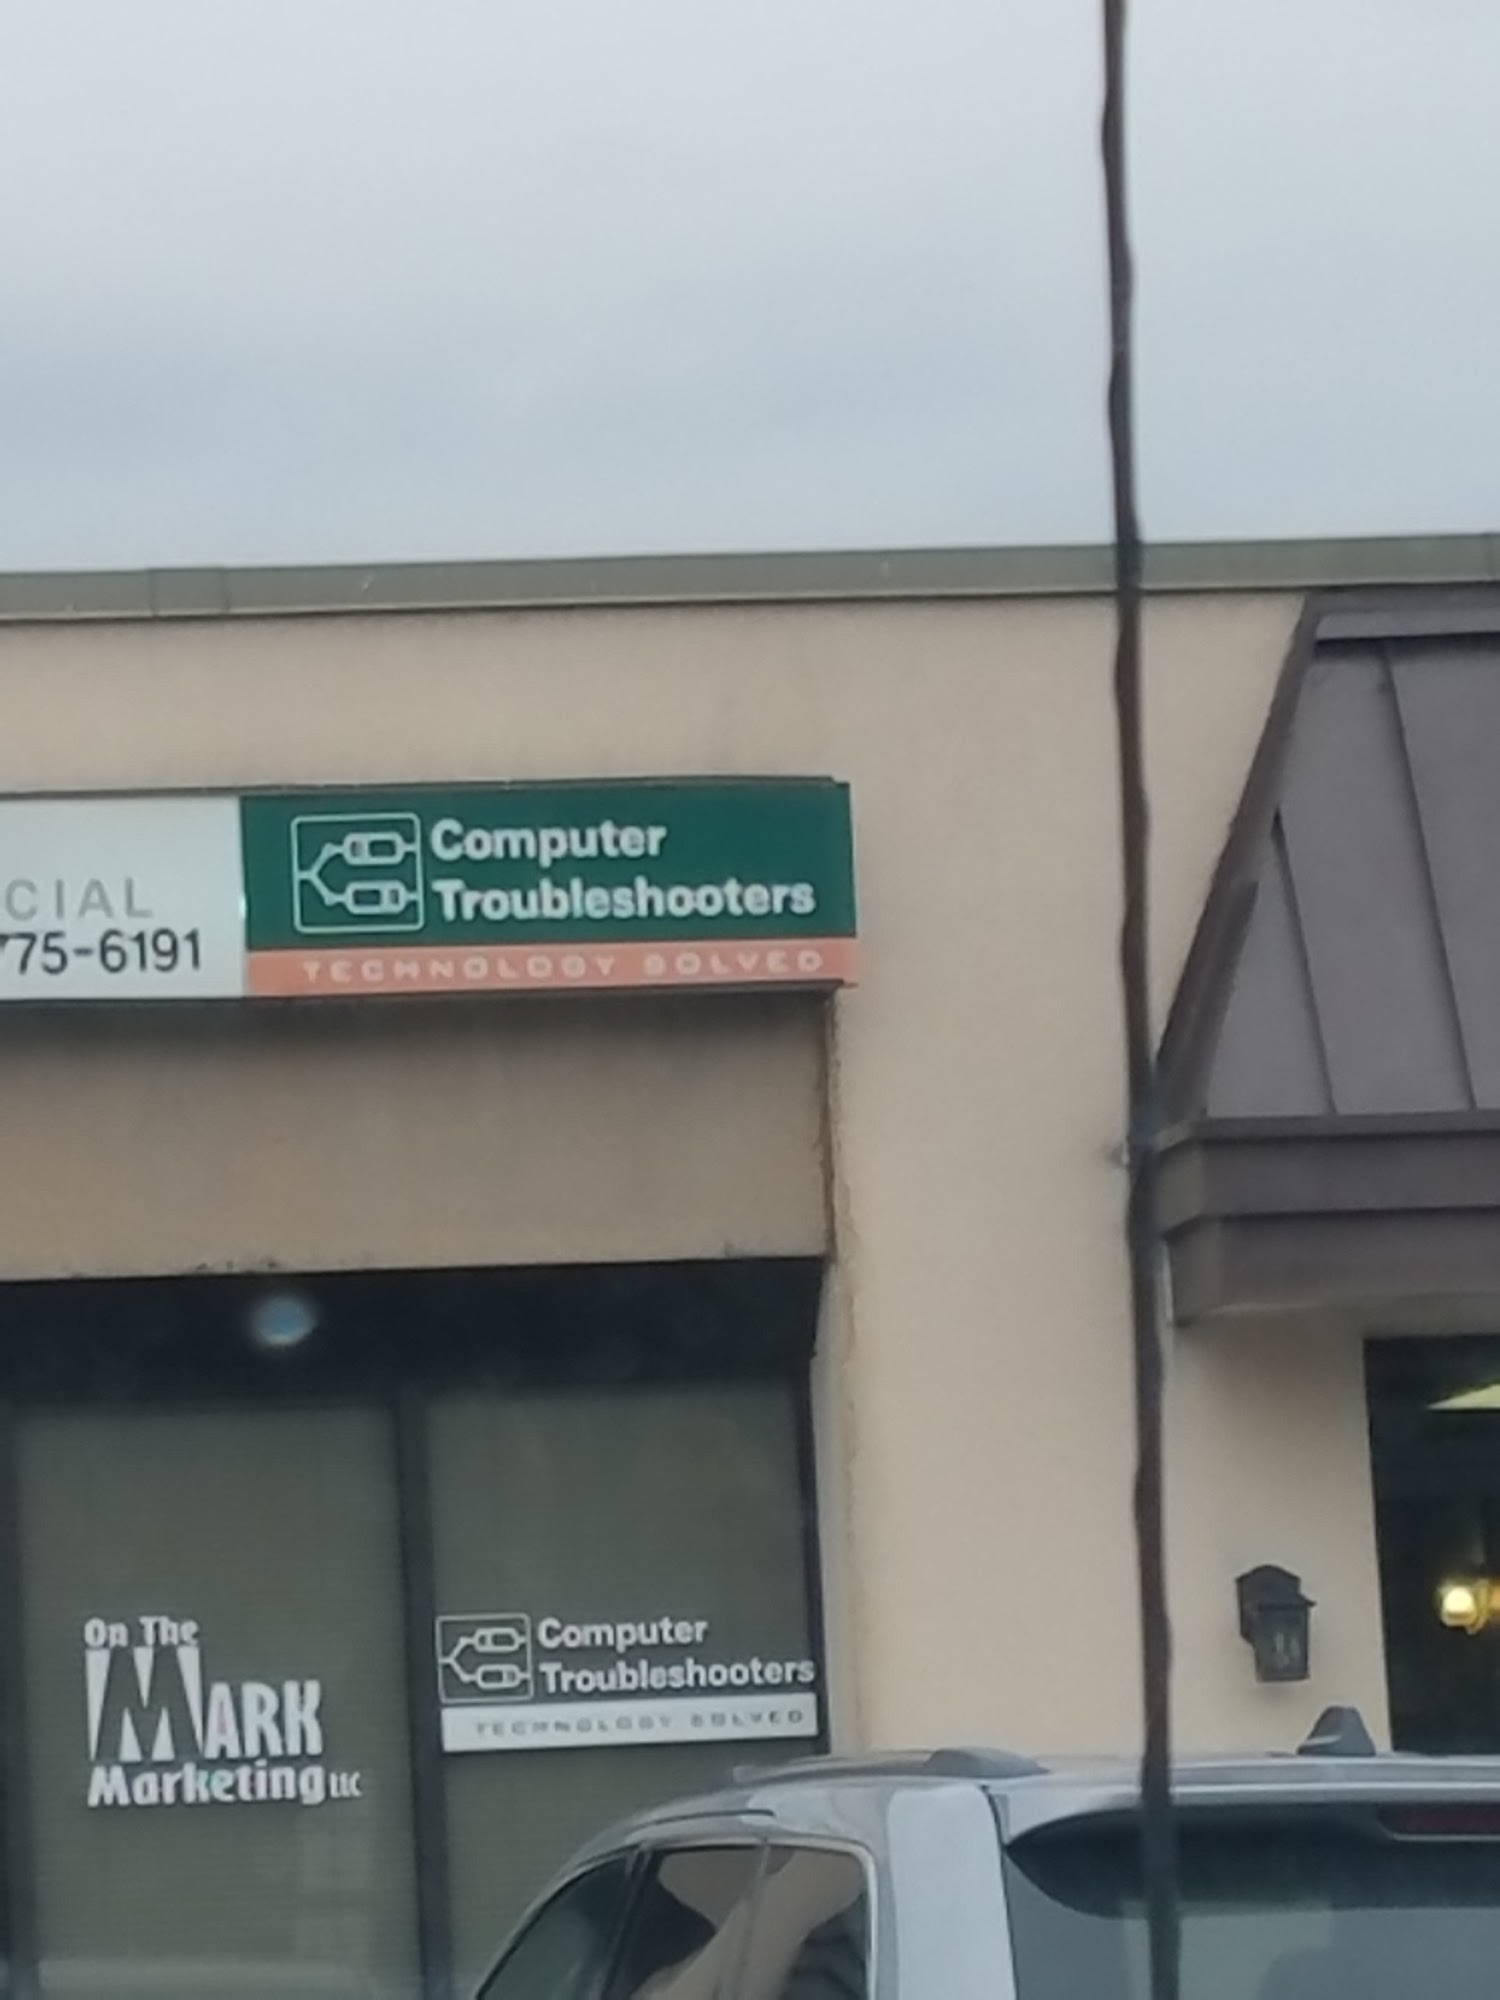 CIAL
775-6191
Computer
Troubleshooters
TECHNOLOGY SOLVED
On The
MARK
Marketing LLC
Computer
Troubleshooters
TECHNOLOGY SOLVED